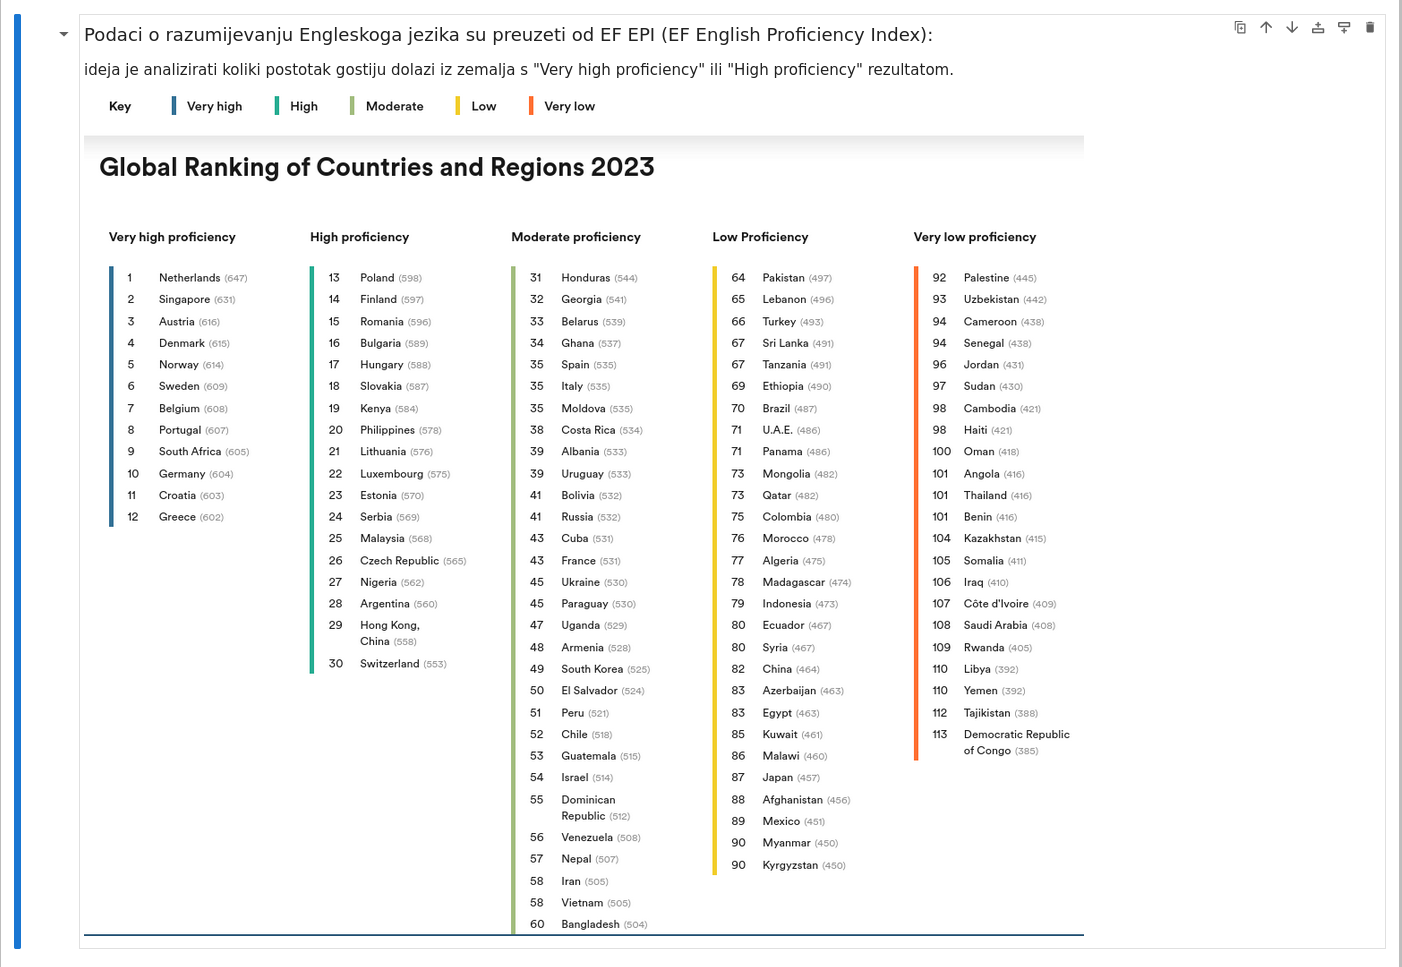 Podaci o razumijevanju Engleskoga jezika su preuzeti od EF EPI (EF English Proficiency Index):
ideja je analizirati koliki postotak gostiju dolazi iz zemalja s "Very high proficiency" ili "High proficiency" rezultatom.
Key Very high High Moderate Low Very low
Global Ranking of Countries and Regions 2023
Very high proficiency
1 Netherlands (647)
2 Singapore (631)
3 Austria (616)
4 Denmark (615)
5 Norway (614)
6 Sweden (609)
7 Belgium (608)
8 Portugal (607)
9 South Africa (605)
10 Germany (604)
11 Croatia (603)
12 Greece (602)
High proficiency
13 Poland (598)
14 Finland (597)
15 Romania (596)
16 Bulgaria (589)
17 Hungary (588)
18 Slovakia (587)
19 Kenya (584)
20 Philippines (578)
21 Lithuania (576)
22 Luxembourg (575)
23 Estonia (570)
24 Serbia (569)
25 Malaysia (568)
26 Czech Republic (565)
27 Nigeria (562)
28 Argentina (560)
29 Hong Kong,
China (558)
30 Switzerland (553)
Moderate proficiency
31 Honduras (544)
32 Georgia (541)
33 Belarus (539)
34 Ghana (537)
35 Spain (535)
35 Italy (535)
35 Moldova (535)
38 Costa Rica (534)
39 Albania (533)
39 Uruguay (533)
41 Bolivia (532)
41 Russia (532)
43 Cuba (531)
43 France (531)
45 Ukraine (530)
45 Paraguay (530)
47 Uganda (529)
48 Armenia (528)
49 South Korea (525)
50 El Salvador (524)
51 Peru (521)
52 Chile (518)
53 Guatemala (515)
54 Israel (514)
55 Dominican
Republic (512)
56 Venezuela (508)
57 Nepal (507)
58 Iran (505)
58 Vietnam (505)
60 Bangladesh (504)
Low Proficiency
64 Pakistan (497)
65 Lebanon (496)
66 Turkey (493)
67 Sri Lanka (491)
67 Tanzania (491)
69 Ethiopia (490)
70 Brazil (487)
71 U.A.E. (486)
71 Panama (486)
73 Mongolia (482)
73 Qatar (482)
75 Colombia (480)
76 Morocco (478)
77 Algeria (475)
78 Madagascar (474)
79 Indonesia (473)
80 Ecuador (467)
80 Syria (467)
82 China (464)
83 Azerbaijan (463)
83 Egypt (463)
85 Kuwait (461)
86 Malawi (460)
87 Japan (457)
88 Afghanistan (456)
89 Mexico (451)
90 Myanmar (450)
90 Kyrgyzstan (450)
Very low proficiency
92 Palestine (445)
93 Uzbekistan (442)
94 Cameroon (438)
94 Senegal (438)
96 Jordan (431)
97 Sudan (430)
98 Cambodia (421)
98 Haiti (421)
100 Oman (418)
101 Angola (416)
101 Thailand (416)
101 Benin (416)
104 Kazakhstan (415)
105 Somalia (411)
106 Iraq (410)
107 Côte d'Ivoire (409)
108 Saudi Arabia (408)
109 Rwanda (405)
110 Libya (392)
110 Yemen (392)
112 Tajikistan (388)
113 Democratic Republic
of Congo (385)